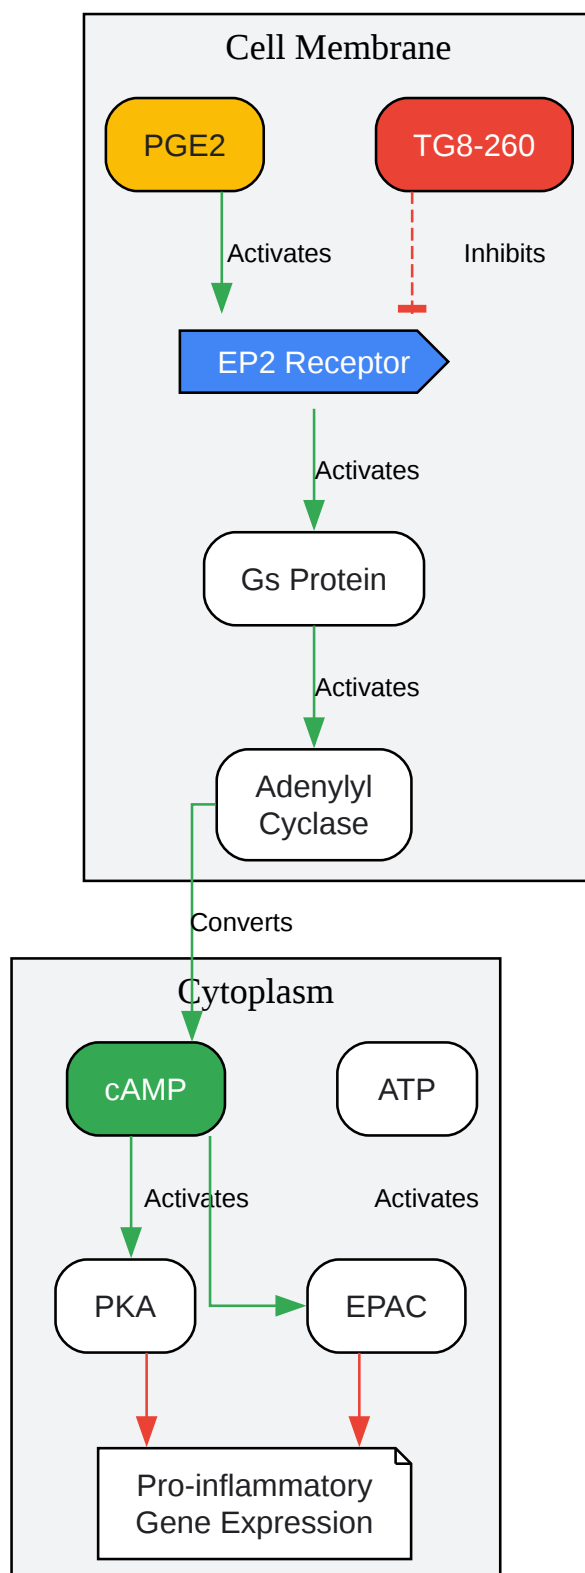 Cell Membrane
PGE2
TG8-260
Activates
Inhibits
EP2 Receptor
Activates
Gs Protein
Activates
Adenylyl
Cyclase
Converts
Cytoplasm
cAMP
ATP
Activates
Activates
PKA
EPAC
Pro-inflammatory
Gene Expression